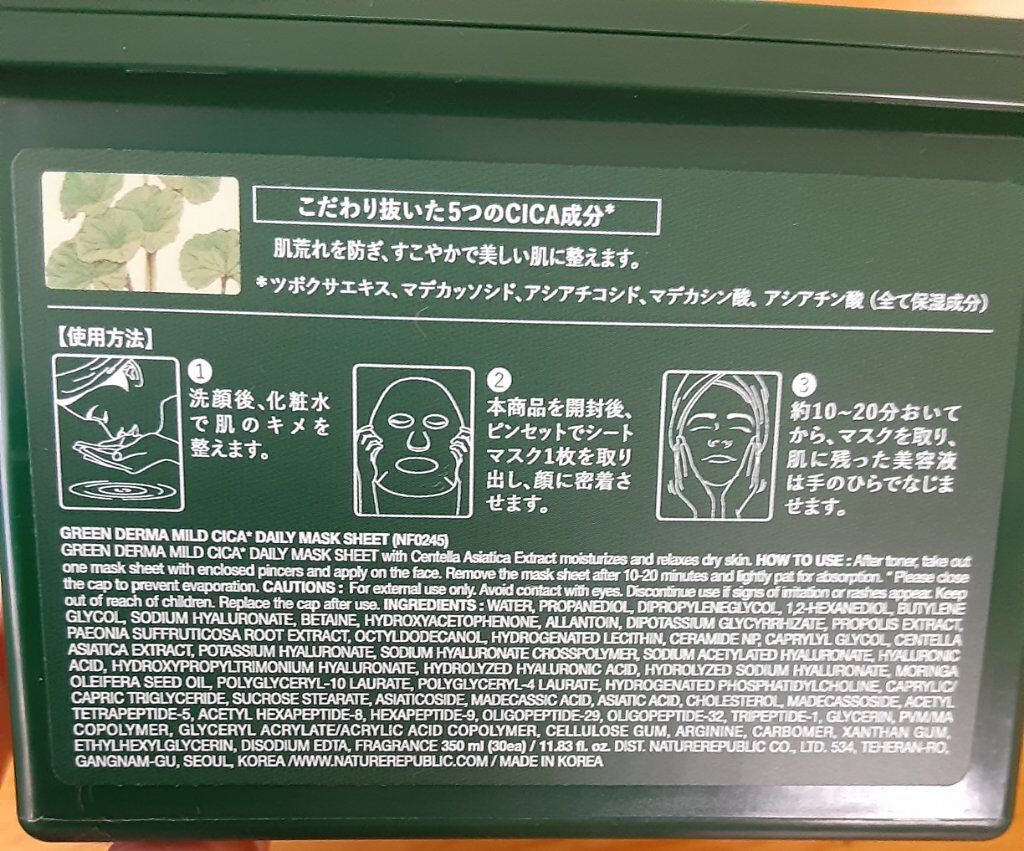 こだわり抜いた5つのCICA成分*
肌荒れを防ぎ、すこやかで美しい肌に整えます。
*ツボクサエキス、マデカッソシド、アシアチコシド、マデカシン酸、アシアチン酸（全て保湿成分）
【使用方法】
1
洗顔後、化粧水
で肌のキメを
整えます。
2
本商品を開封後、
ピンセットでシート
マスク1枚を取り
出し、顔に密着さ
せます。
3
約10~20分おいて
から、マスクを取り、
肌に残った美容液
は手のひらでなじま
せます。
GREEN DERMA MILD CICA* DAILY MASK SHEET (NF0245)
GREEN DERMA MILD CICA* DAILY MASK SHEET with Centella Asiatica Extract moisturizes and relaxes dry skin. HOW TO USE : After toner, take out
one mask sheet with enclosed pincers and apply on the face. Remove the mask sheet after 10-20 minutes and lightly pat for absorption. * Please close
the cap to prevent evaporation. CAUTIONS : For external use only. Avoid contact with eyes. Discontinue use if signs of irritation or rashes appear. Keep
out of reach of children. Replace the cap after use. INGREDIENTS : WATER, PROPANEDIOL, DIPROPYLENEGLYCOL, 1,2-HEXANEDIOL, BUTYLENE
GLYCOL, SODIUM HYALURONATE, BETAINE, HYDROXYACETOPHENONE, ALLANTOIN, DIPOTASSIUM GLYCYRRHIZATE, PROPOLIS EXTRACT,
PAEONIA SUFFRUTICOSA ROOT EXTRACT, OCTYLDODECANOL, HYDROGENATED LECITHIN, CERAMIDE NP, CAPRYLYL GLYCOL, CENTELLA
ASIATICA EXTRACT, POTASSIUM HYALURONATE, SODIUM HYALURONATE CROSSPOLYMER, SODIUM ACETYLATED HYALURONATE, HYALURONIC
ACID, HYDROXYPROPYLTRIMONIUM HYALURONATE, HYDROLYZED HYALURONIC ACID, HYDROLYZED SODIUM HYALURONATE, MORINGA
OLEIFERA SEED OIL, POLYGLYCERYL-10 LAURATE, POLYGLYCERYL-4 LAURATE, HYDROGENATED PHOSPHATIDYLCHOLINE, CAPRYLIC/
CAPRIC TRIGLYCERIDE, SUCROSE STEARATE, ASIATICOSIDE, MADECASSIC ACID, ASIATIC ACID, CHOLESTEROL, MADECASSOSIDE, ACETYL
TETRAPEPTIDE-5, ACETYL HEXAPEPTIDE-8, HEXAPEPTIDE-9, OLIGOPEPTIDE-29, OLIGOPEPTIDE-32, TRIPEPTIDE-1, GLYCERIN, PVM/MA
COPOLYMER, GLYCERYL ACRYLATE/ACRYLIC ACID COPOLYMER, CELLULOSE GUM, ARGININE, CARBOMER, XANTHAN GUM,
ETHYLHEXYLGLYCERIN, DISODIUM EDTA, FRAGRANCE 350 ml (30ea) / 11.83 fl. oz. DIST. NATUREREPUBLIC CO., LTD. 534, TEHERAN-RO,
GANGNAM-GU, SEOUL, KOREA /WWW.NATUREREPUBLIC.COM / MADE IN KOREA